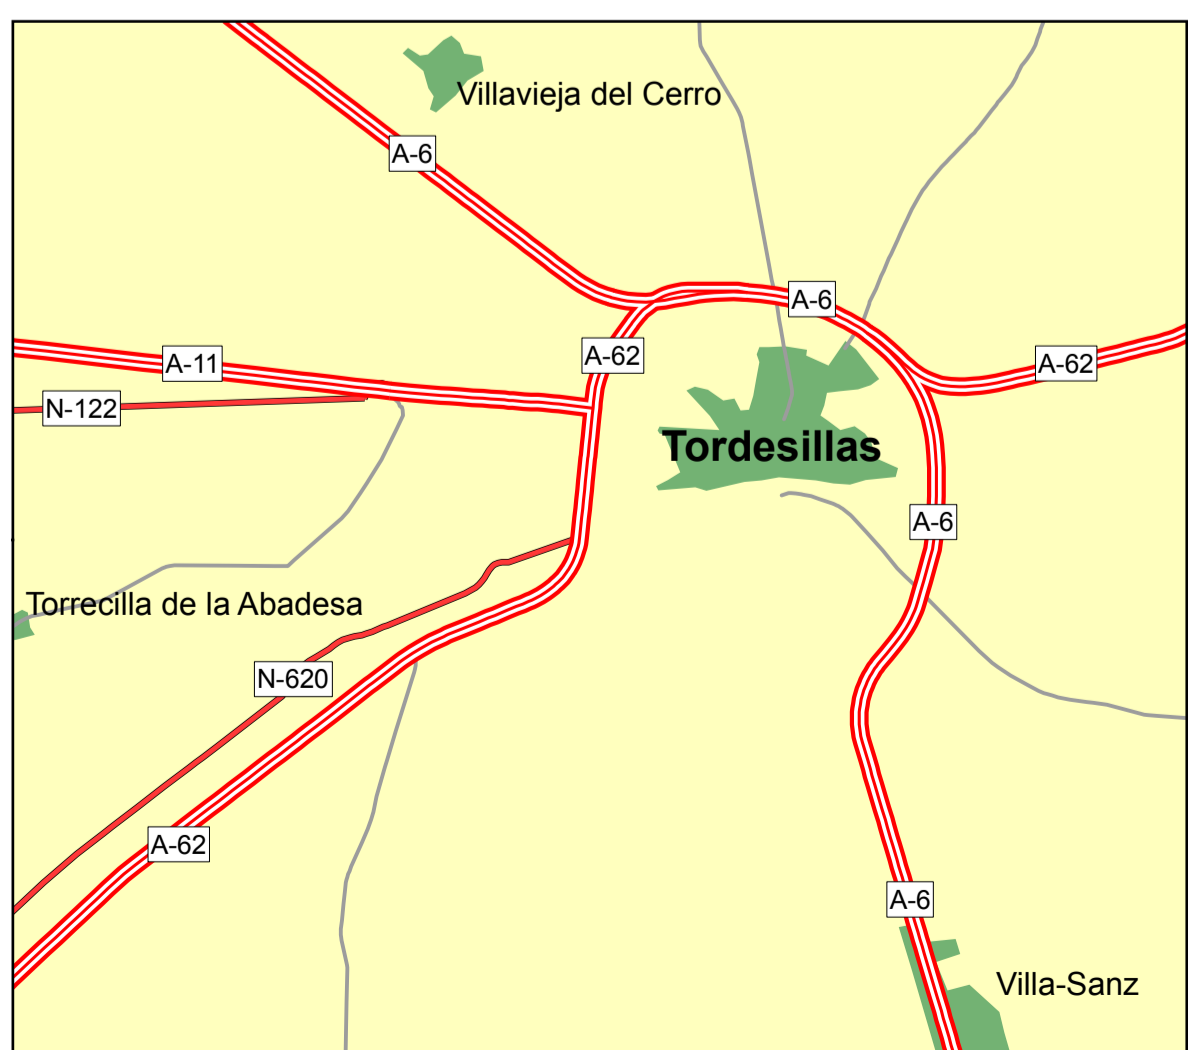 Villavieja del Cerro
A-6
A-6
A-62
A-11
A-62
N-122
Tordesillas
A-6
Torrecilla de la Abadesa
N-620
A-62
A-6
Villa-Sanz